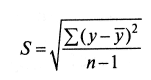 S = √(∑(y − ȳ)² / (n − 1))